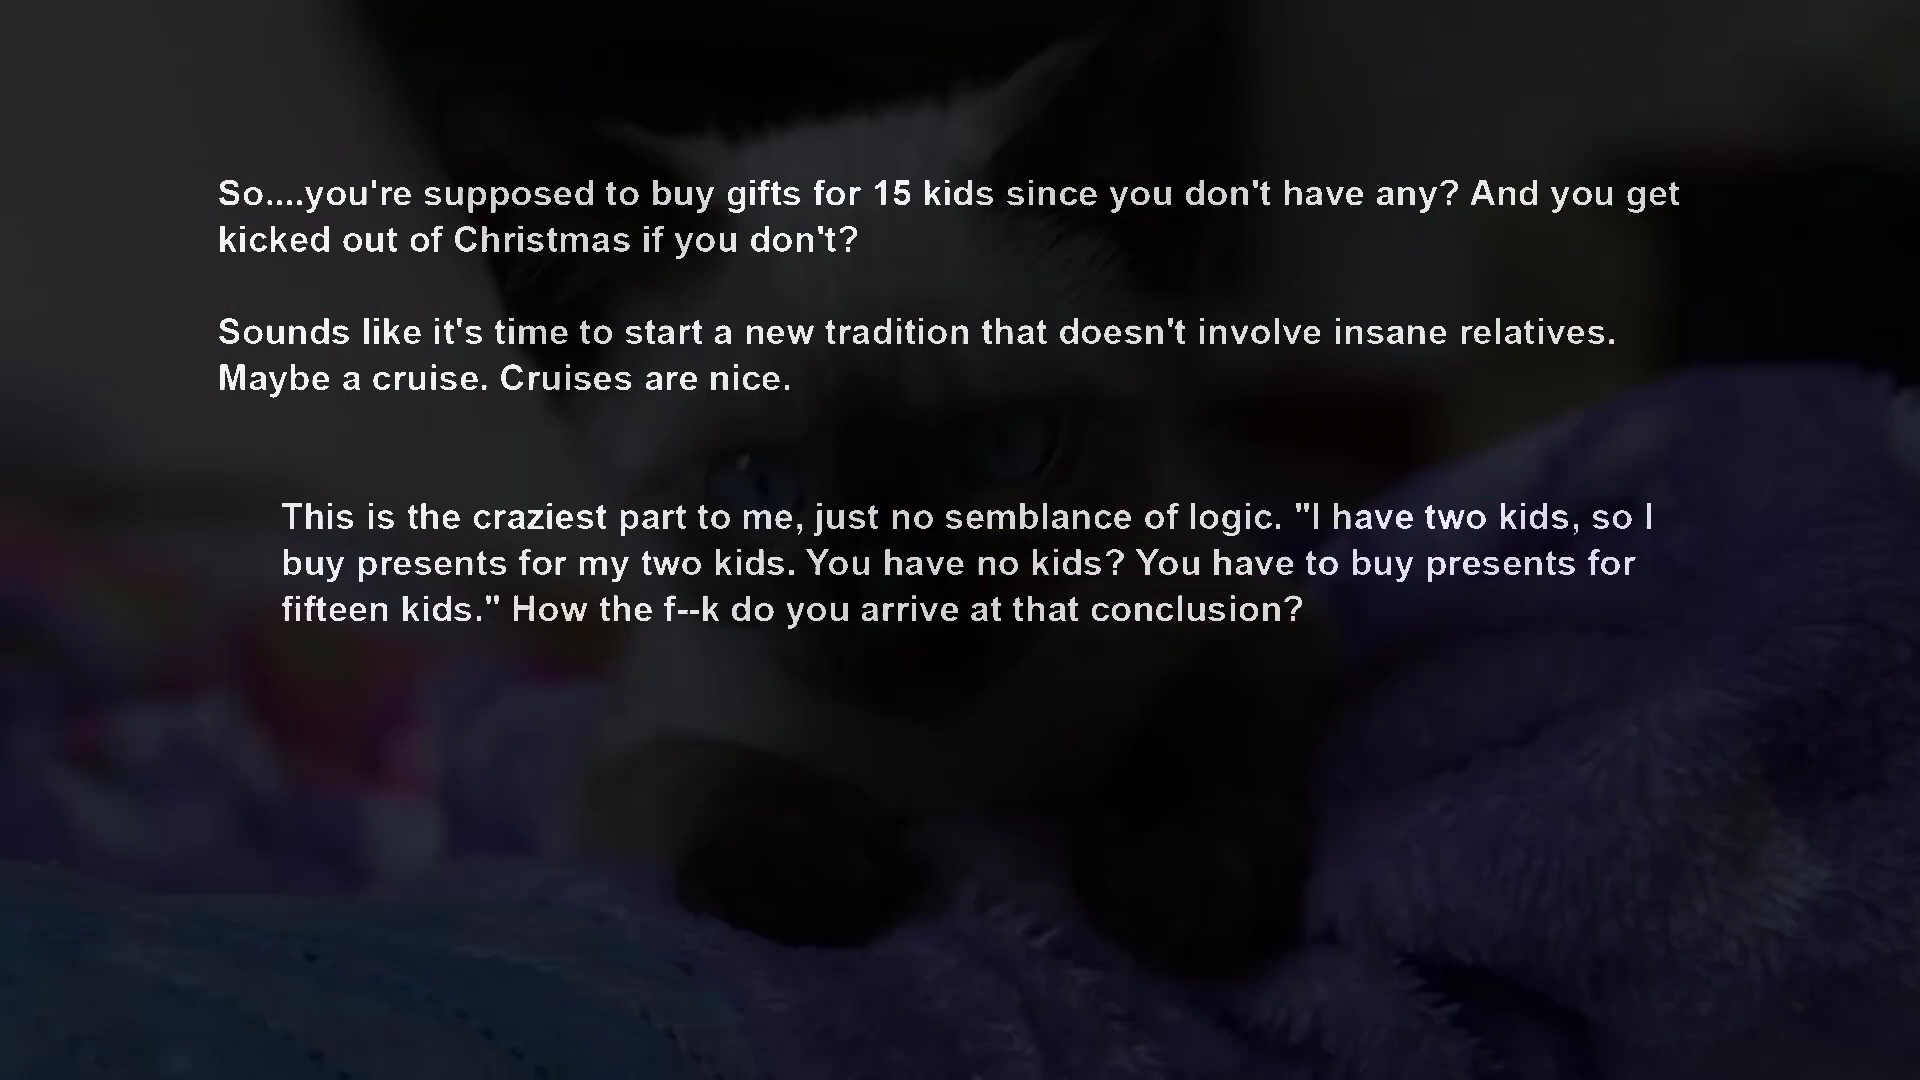 So....you're supposed to buy gifts for 15 kids since you don't have any? And you get
kicked out of Christmas if you don't?
Sounds like it's time to start a new tradition that doesn't involve insane relatives.
Maybe a cruise. Cruises are nice.
This is the craziest part to me, just no semblance of logic. "I have two kids, so I
buy presents for my two kids. You have no kids? You have to buy presents for
fifteen kids." How the f--k do you arrive at that conclusion?